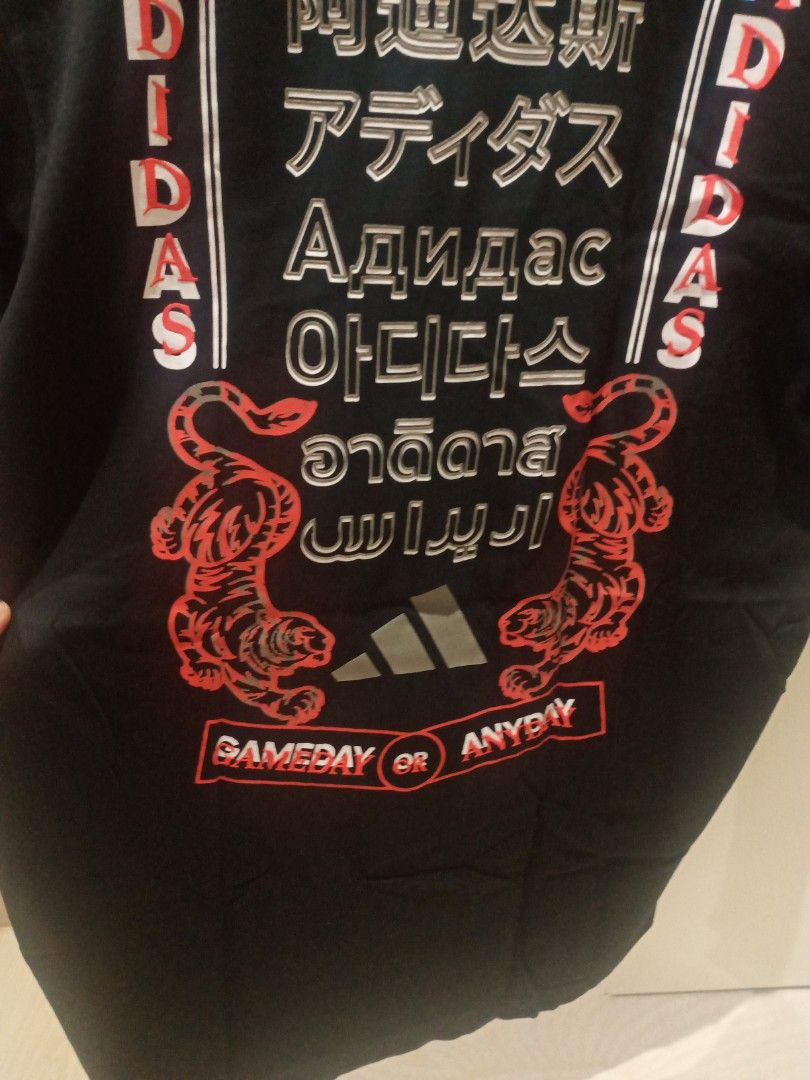 阿迪达斯
アディダス
Адидас
아디다스
อาดิดาส
اديداس
DIDAS
ADIDAS
GAMEDAY OR ANYDAY